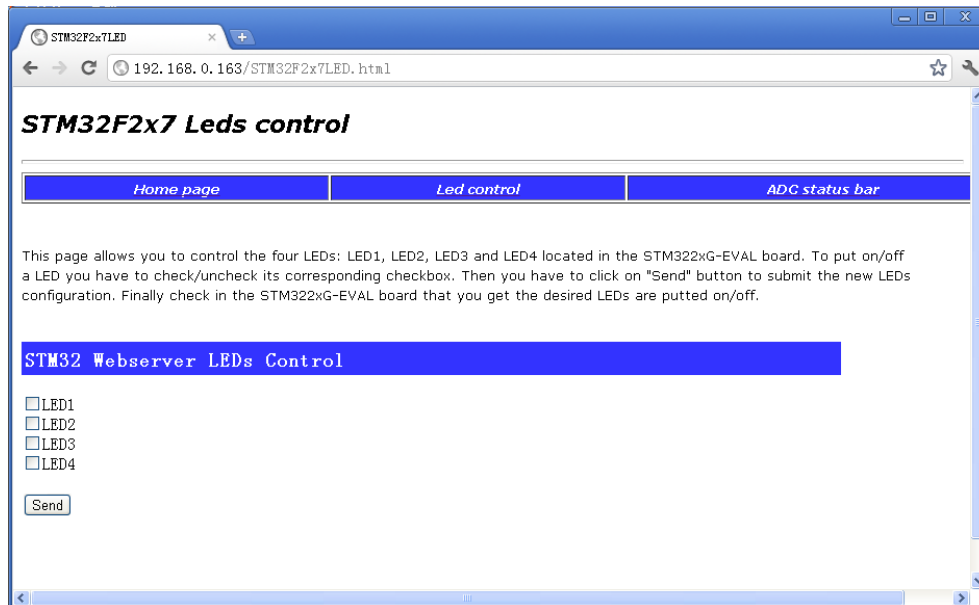 STM32F2x7LED
192.168.0.163/STM32F2x7LED.html
STM32F2x7 Leds control
Home page Led control ADC status bar
This page allows you to control the four LEDs: LED1, LED2, LED3 and LED4 located in the STM322xG-EVAL board. To put on/off
a LED you have to check/uncheck its corresponding checkbox. Then you have to click on "Send" button to submit the new LEDs
configuration. Finally check in the STM322xG-EVAL board that you get the desired LEDs are putted on/off.
STM32 Webserver LEDs Control
LED1
LED2
LED3
LED4
Send